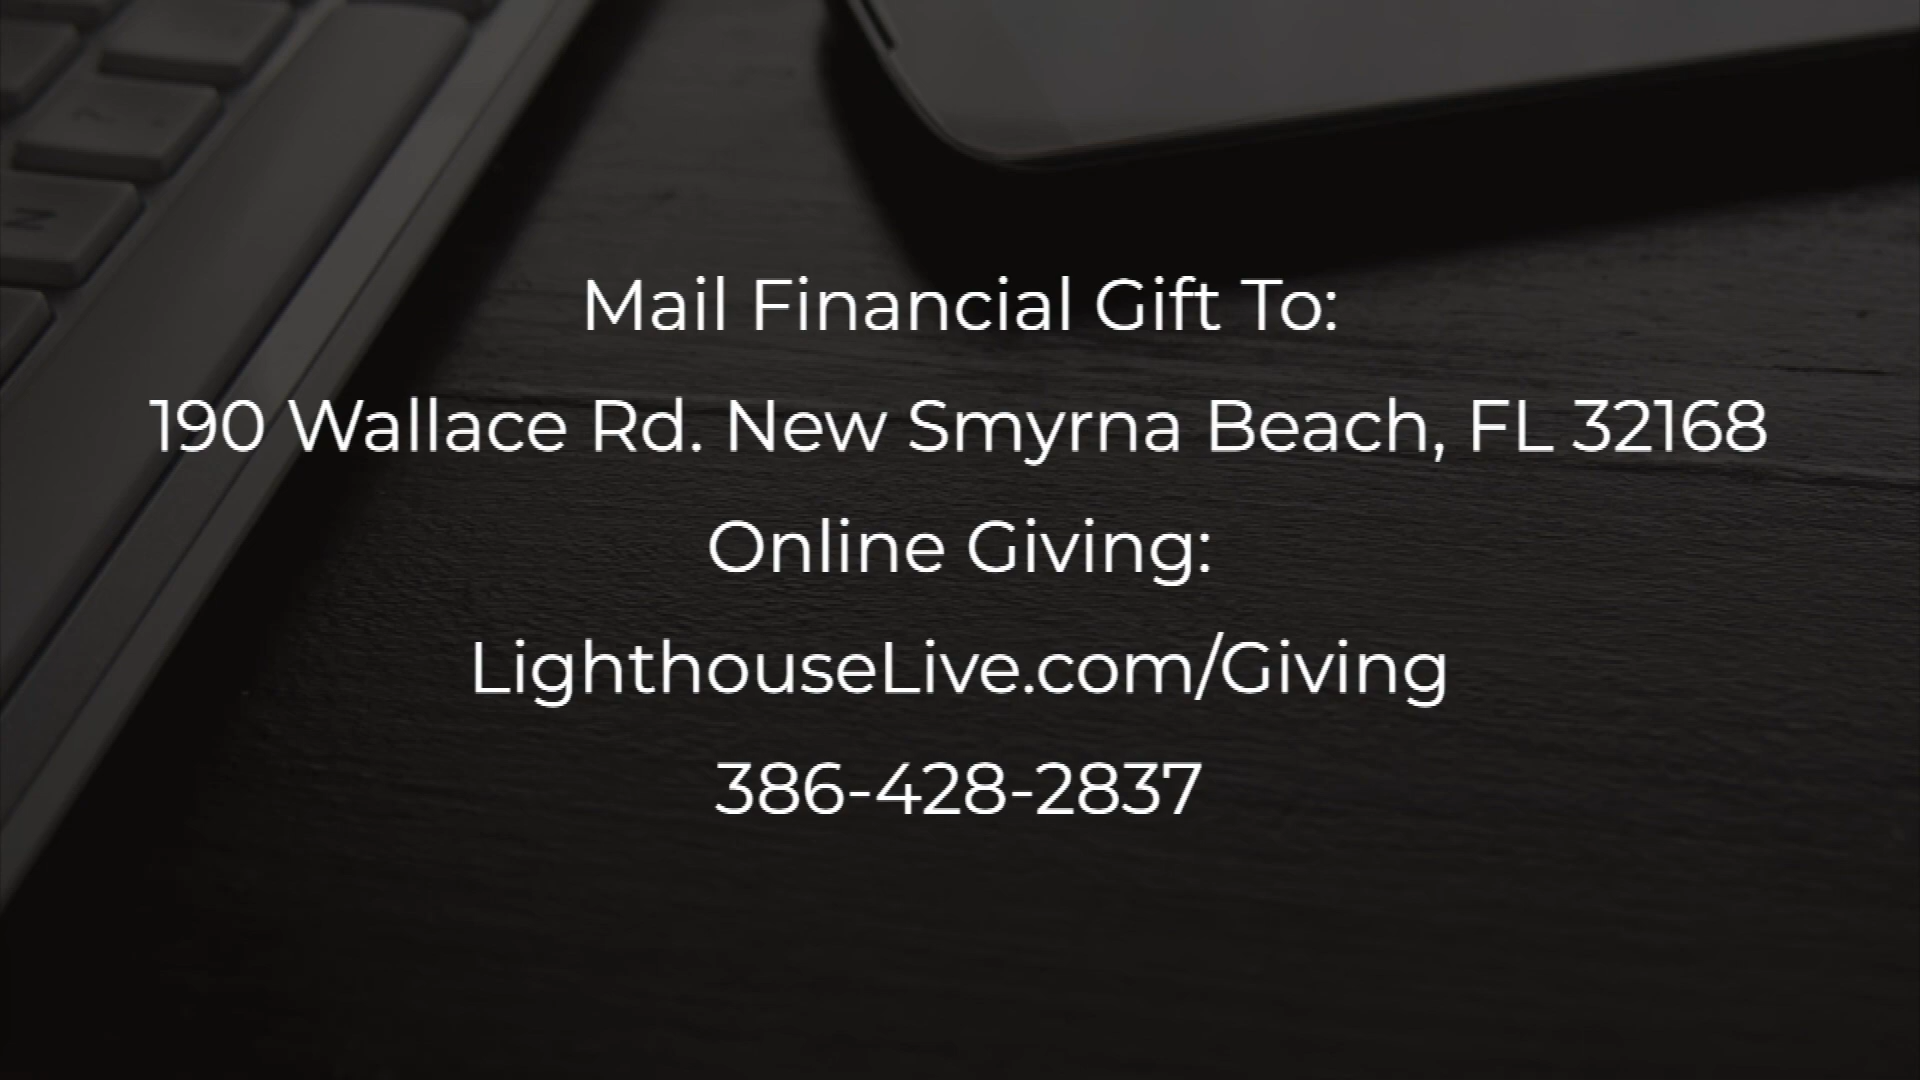 Mail Financial Gift To:
190 Wallace Rd. New Smyrna Beach, FL 32168
Online Giving:
LighthouseLive.com/Giving
386-428-2837